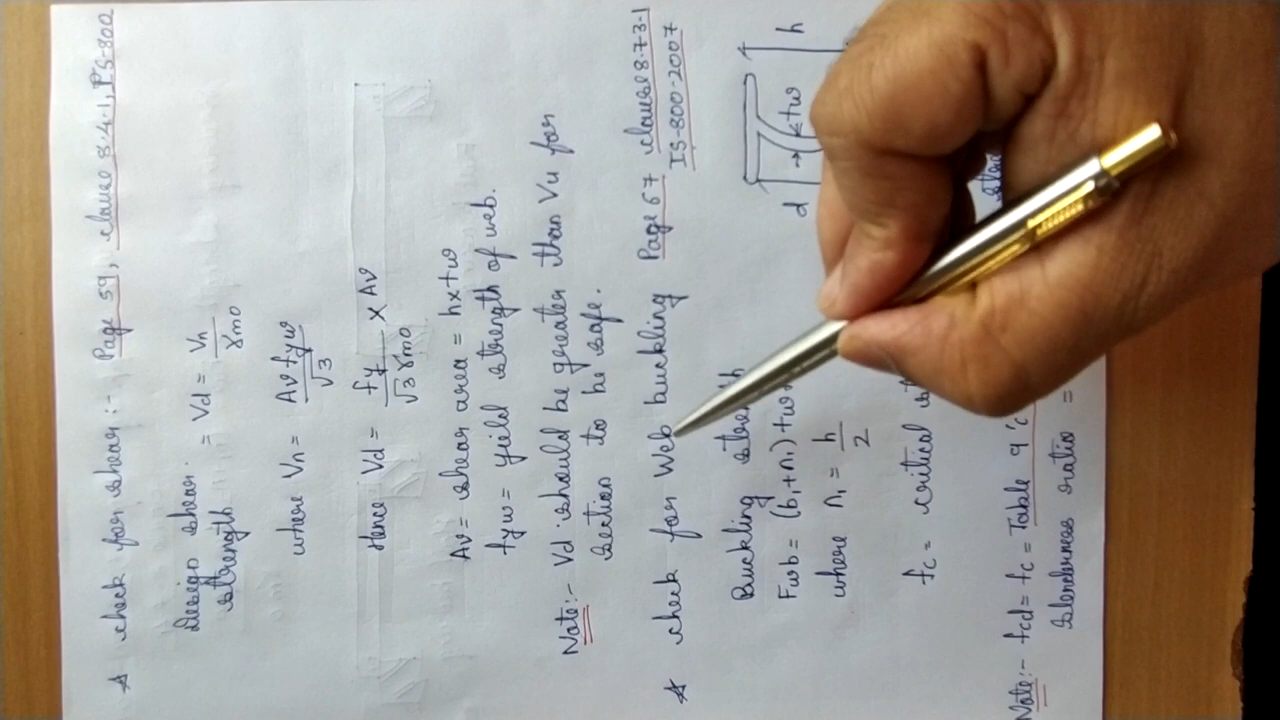 ☆ check for shear :- Page 59, clause 8.4.1, IS-800
Design shear
strength = Vd = Vn / γm0
where Vn = Av fyw / √3
Hence Vd = fy / √3 γm0 × Av
Av = shear area = h×tw
fyw = yield strength of web.
Note:- Vd should be greater than Vu for
section to be safe.
☆ check for Web buckling Page 67 clause 8.7.3.1
IS-800-2007
Buckling
Fwb = (b1+n1) tw
where n1 = h / 2
d tw h
fc = critical
Note:- fcd = fc = Table 9'c
slenderness ratio =